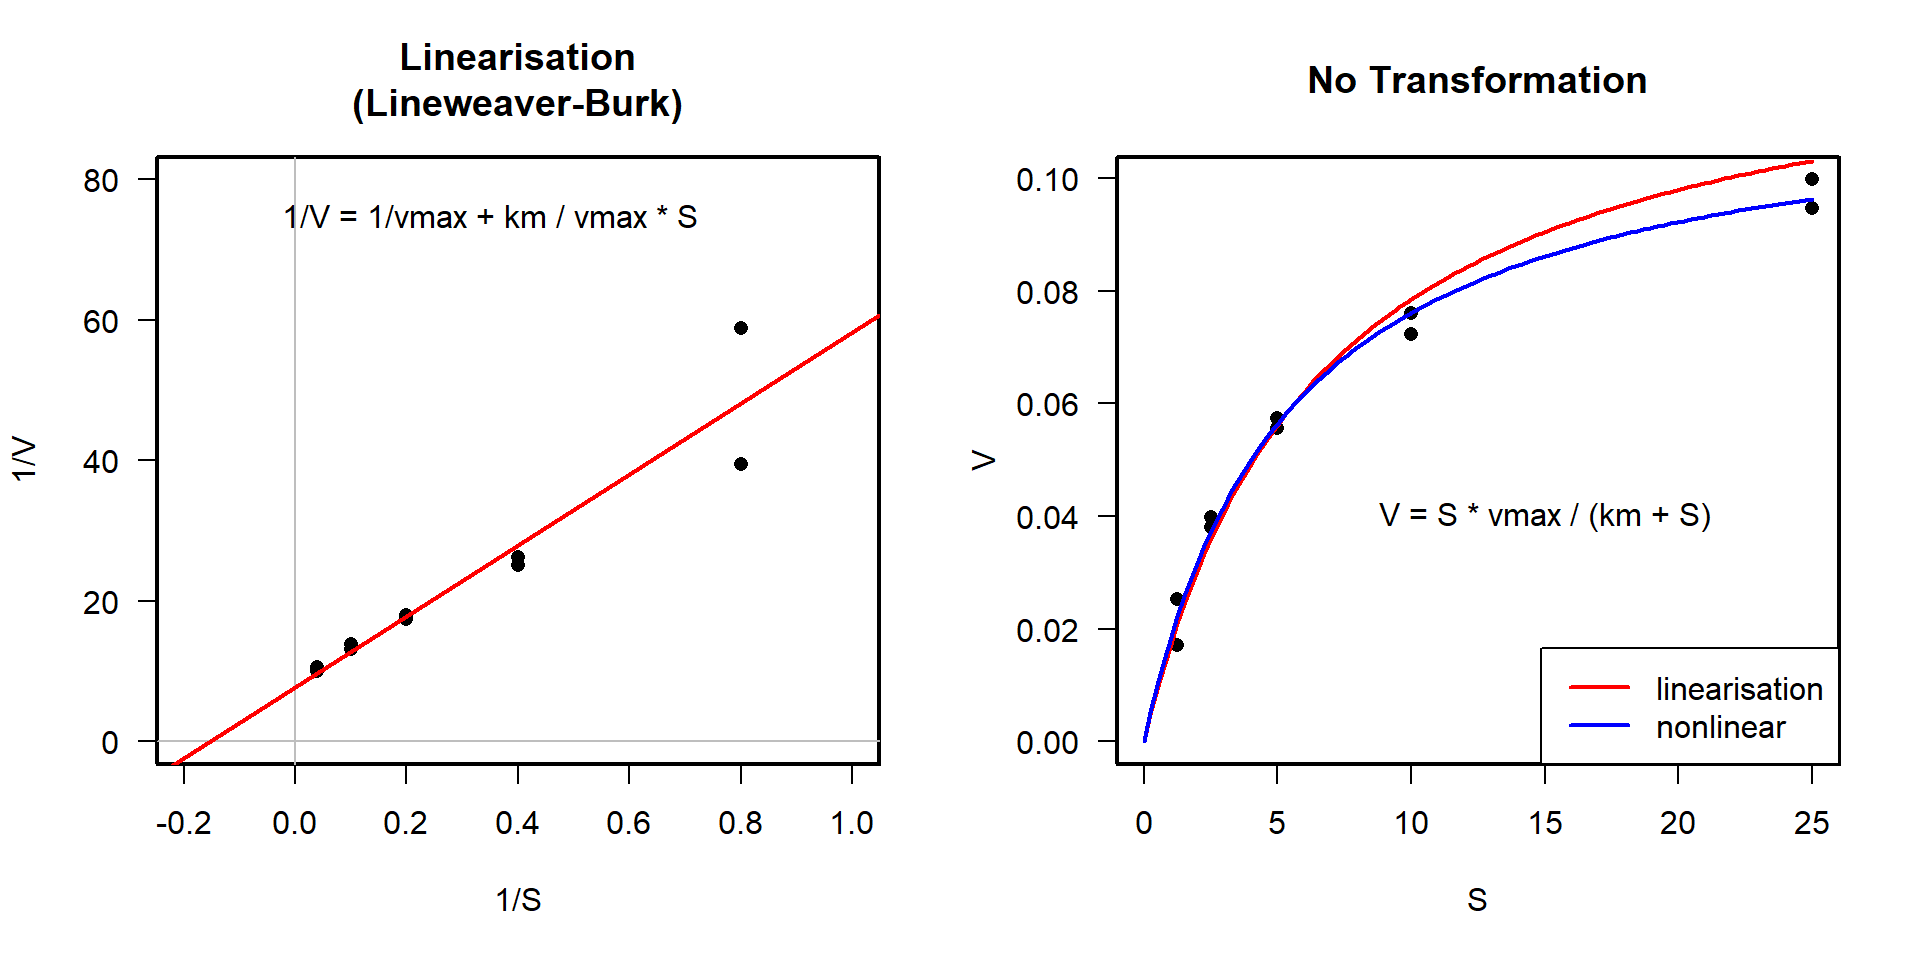 Linearisation
(Lineweaver-Burk)
1/V = 1/vmax + km / vmax * S
80
60
40
20
0
1/V
-0.2 0.0 0.2 0.4 0.6 0.8 1.0
1/S
No Transformation
0.10
0.08
0.06
0.04
0.02
0.00
V
V = S * vmax / (km + S)
linearisation
nonlinear
0 5 10 15 20 25
S